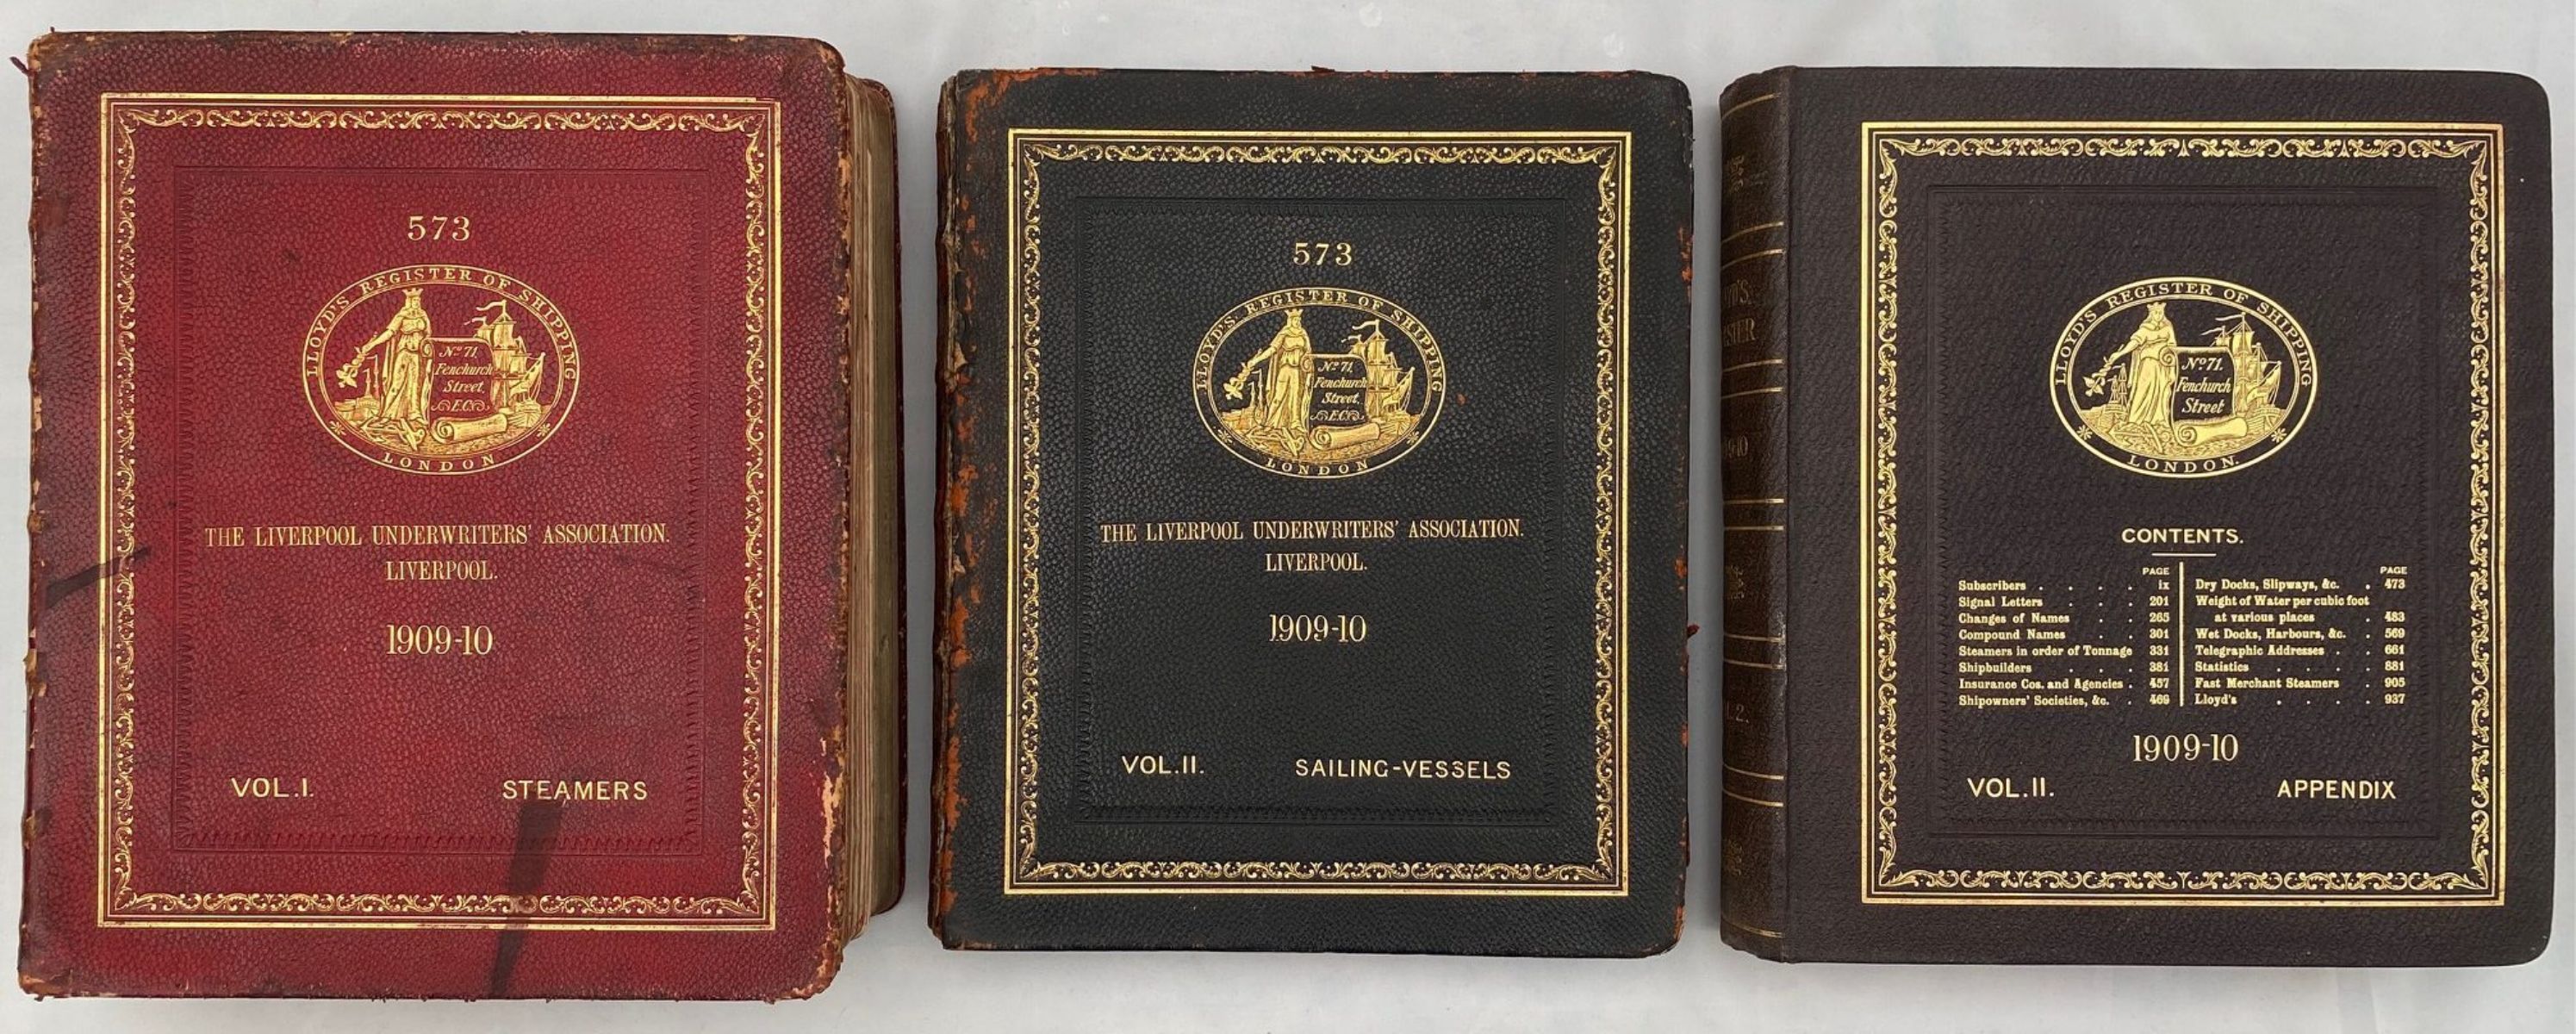 573
LLOYD'S REGISTER OF SHIPPING
Nº 71,
Fenchurch
Street,
E.C.
LONDON
THE LIVERPOOL UNDERWRITERS' ASSOCIATION.
LIVERPOOL.
1909-10
VOL.I. STEAMERS
573
LLOYD'S REGISTER OF SHIPPING
Nº 71,
Fenchurch
Street,
E.C.
LONDON
THE LIVERPOOL UNDERWRITERS' ASSOCIATION.
LIVERPOOL.
1909-10
VOL.II. SAILING-VESSELS
LLOYD'S REGISTER OF SHIPPING
Nº 71.
Fenchurch
Street
LONDON.
CONTENTS.
PAGE
Subscribers . . . . ix
Signal Letters . . . 201
Changes of Names . . 265
Compound Names . . 301
Steamers in order of Tonnage 331
Shipbuilders . . . 381
Insurance Cos. and Agencies . 457
Shipowners' Societies, &c. . 469
PAGE
Dry Docks, Slipways, &c. . 473
Weight of Water per cubic foot
at various places . 483
Wet Docks, Harbours, &c. . 569
Telegraphic Addresses . . 661
Statistics . . . . 881
Fast Merchant Steamers . 905
Lloyd's . . . . 937
1909-10
VOL.II. APPENDIX